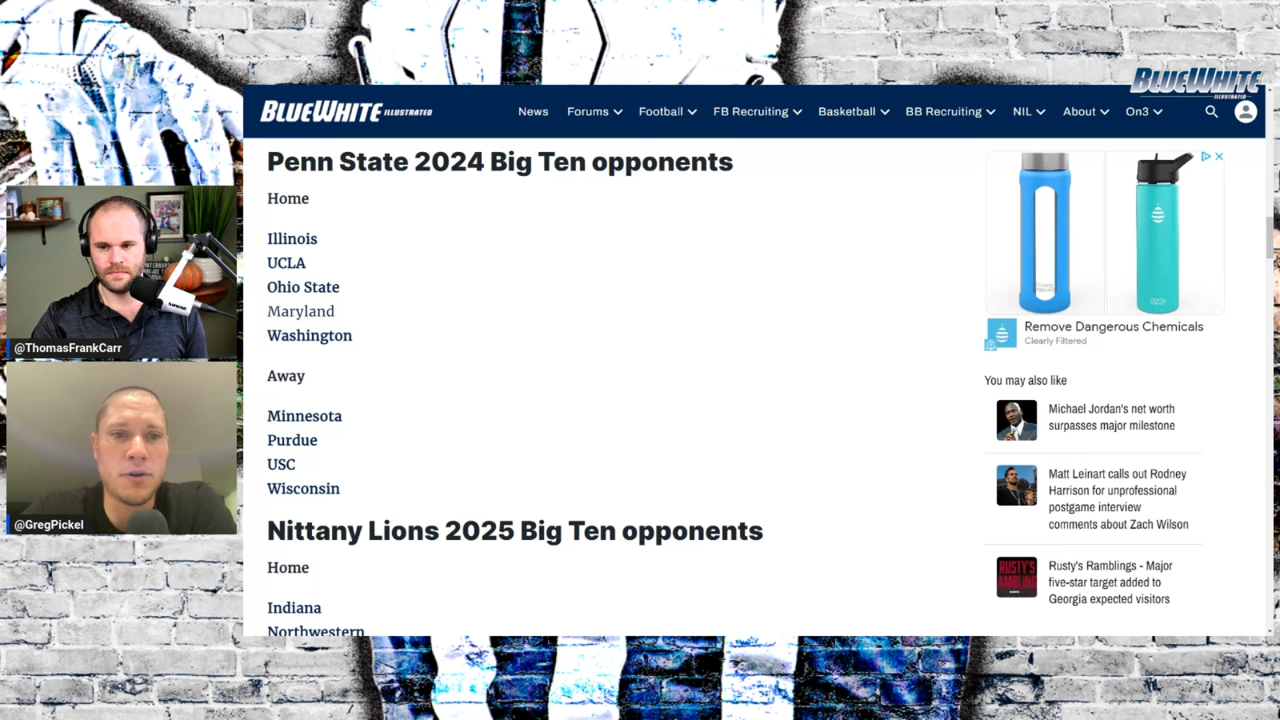 BLUEWHITE
ILLUSTRATED
BLUEWHITE ILLUSTRATED
News Forums Football FB Recruiting Basketball BB Recruiting NIL About On3
Penn State 2024 Big Ten opponents
Home
Illinois
UCLA
Ohio State
Maryland
Washington
Away
Minnesota
Purdue
USC
Wisconsin
Nittany Lions 2025 Big Ten opponents
Home
Indiana
Northwestern
Remove Dangerous Chemicals
Clearly Filtered
You may also like
Michael Jordan's net worth
surpasses major milestone
Matt Leinart calls out Rodney
Harrison for unprofessional
postgame interview
comments about Zach Wilson
RUSTY'S
RAMBLINGS
Rusty's Ramblings - Major
five-star target added to
Georgia expected visitors
@ThomasFrankCarr
SHURE
@GregPickel